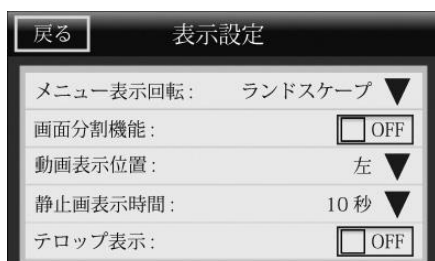 戻る 表示設定
メニュー表示回転： ランドスケープ ▼
画面分割機能： OFF
動画表示位置： 左 ▼
静止画表示時間： 10 秒 ▼
テロップ表示： OFF